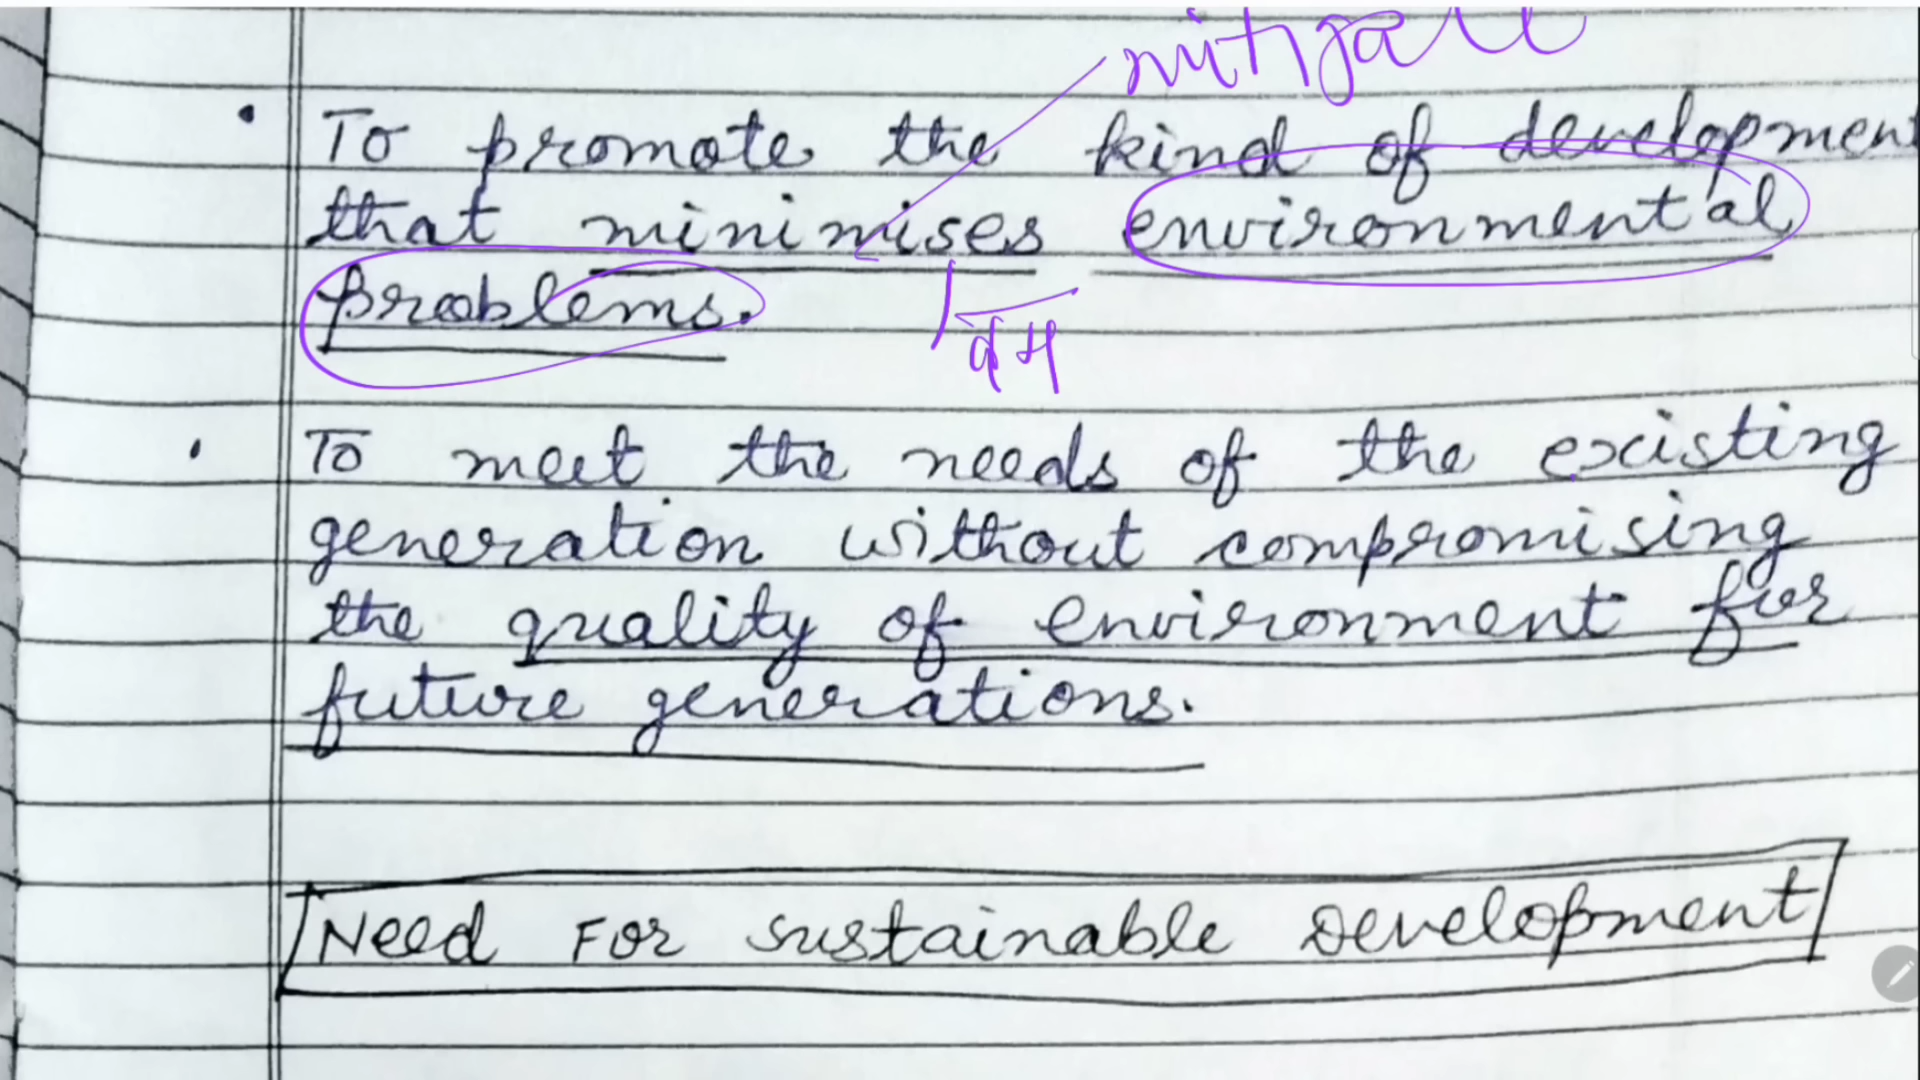 mitigate
• To promote the kind of development
that minimises environmental
problems.
कम
• To meet the needs of the existing
generation without compromising
the quality of environment for
future generations.
Need For sustainable Development